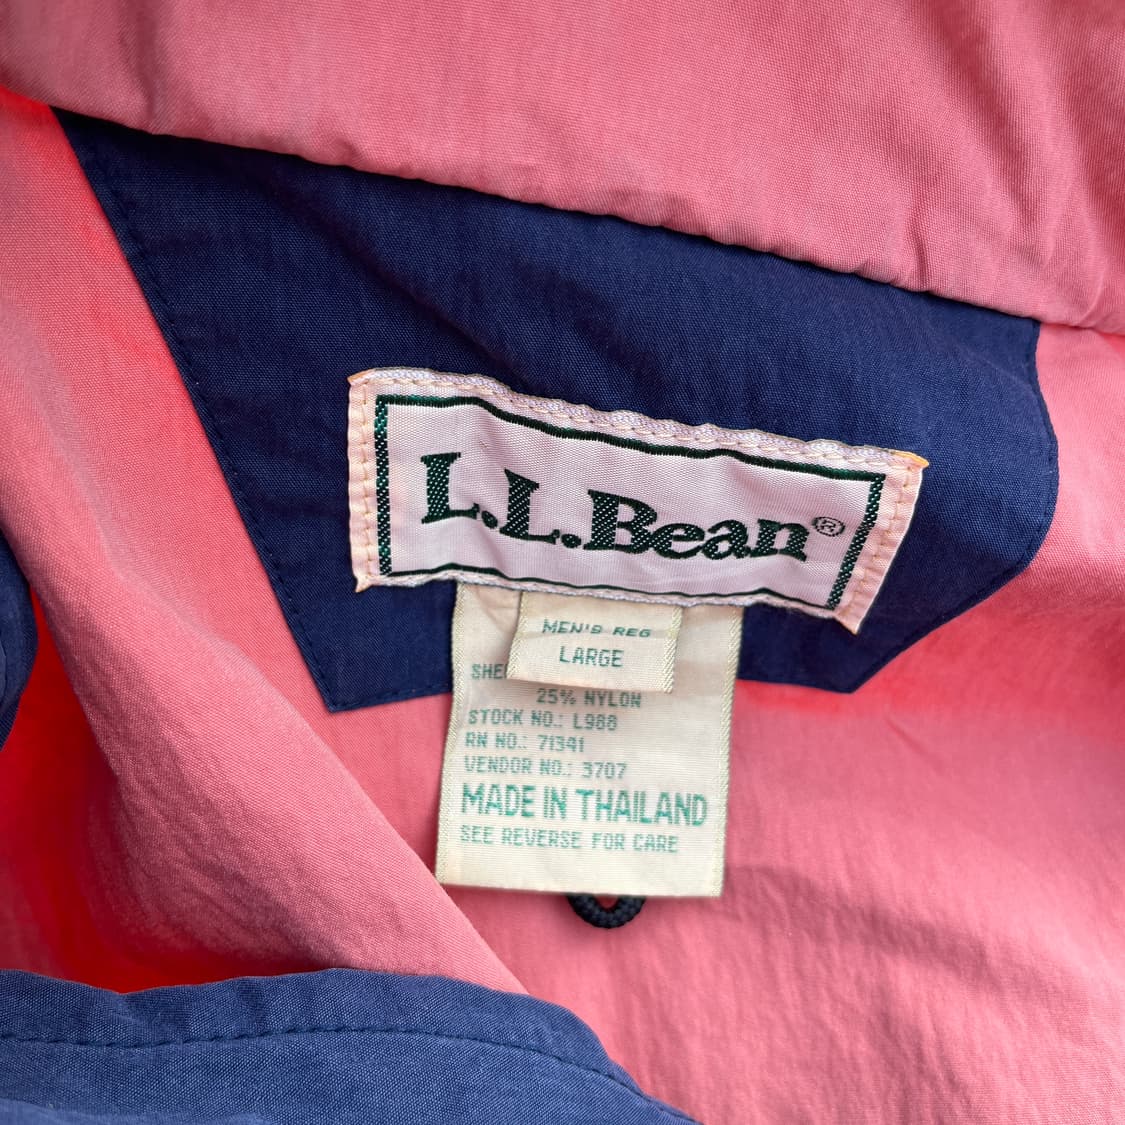 L.L.Bean®
MEN'S REG
LARGE
25% NYLON
STOCK NO.: L988
RN NO.: 71341
VENDOR NO.: 3707
MADE IN THAILAND
SEE REVERSE FOR CARE